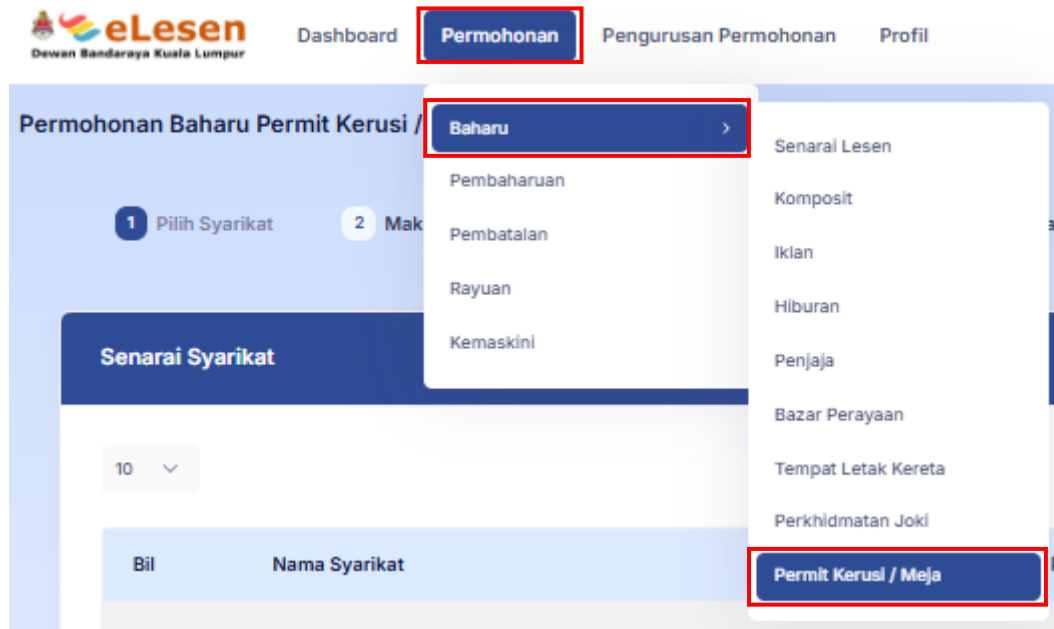 eLesen
Dewan Bandaraya Kuala Lumpur
Dashboard
Permohonan
Pengurusan Permohonan
Profil
Permohonan Baharu Permit Kerusi /
1 Pilih Syarikat
2 Mak
Baharu
Pembaharuan
Pembatalan
Rayuan
Kemaskini
Senarai Lesen
Komposit
Iklan
Hiburan
Penjaja
Bazar Perayaan
Tempat Letak Kereta
Perkhidmatan Joki
Permit Kerusi / Meja
Senarai Syarikat
10
Bil
Nama Syarikat